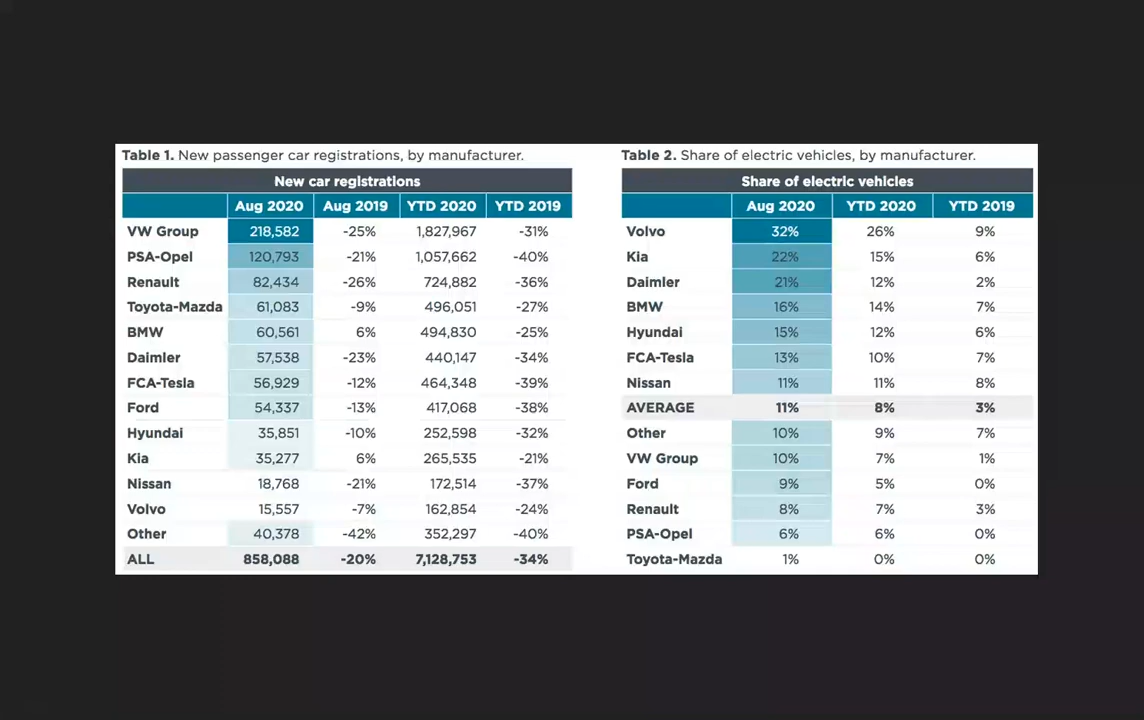 Table 1. New passenger car registrations, by manufacturer.
New car registrations
Aug 2020 Aug 2019 YTD 2020 YTD 2019
VW Group 218,582 -25% 1,827,967 -31%
PSA-Opel 120,793 -21% 1,057,662 -40%
Renault 82,434 -26% 724,882 -36%
Toyota-Mazda 61,083 -9% 496,051 -27%
BMW 60,561 6% 494,830 -25%
Daimler 57,538 -23% 440,147 -34%
FCA-Tesla 56,929 -12% 464,348 -39%
Ford 54,337 -13% 417,068 -38%
Hyundai 35,851 -10% 252,598 -32%
Kia 35,277 6% 265,535 -21%
Nissan 18,768 -21% 172,514 -37%
Volvo 15,557 -7% 162,854 -24%
Other 40,378 -42% 352,297 -40%
ALL 858,088 -20% 7,128,753 -34%
Table 2. Share of electric vehicles, by manufacturer.
Share of electric vehicles
Aug 2020 YTD 2020 YTD 2019
Volvo 32% 26% 9%
Kia 22% 15% 6%
Daimler 21% 12% 2%
BMW 16% 14% 7%
Hyundai 15% 12% 6%
FCA-Tesla 13% 10% 7%
Nissan 11% 11% 8%
AVERAGE 11% 8% 3%
Other 10% 9% 7%
VW Group 10% 7% 1%
Ford 9% 5% 0%
Renault 8% 7% 3%
PSA-Opel 6% 6% 0%
Toyota-Mazda 1% 0% 0%